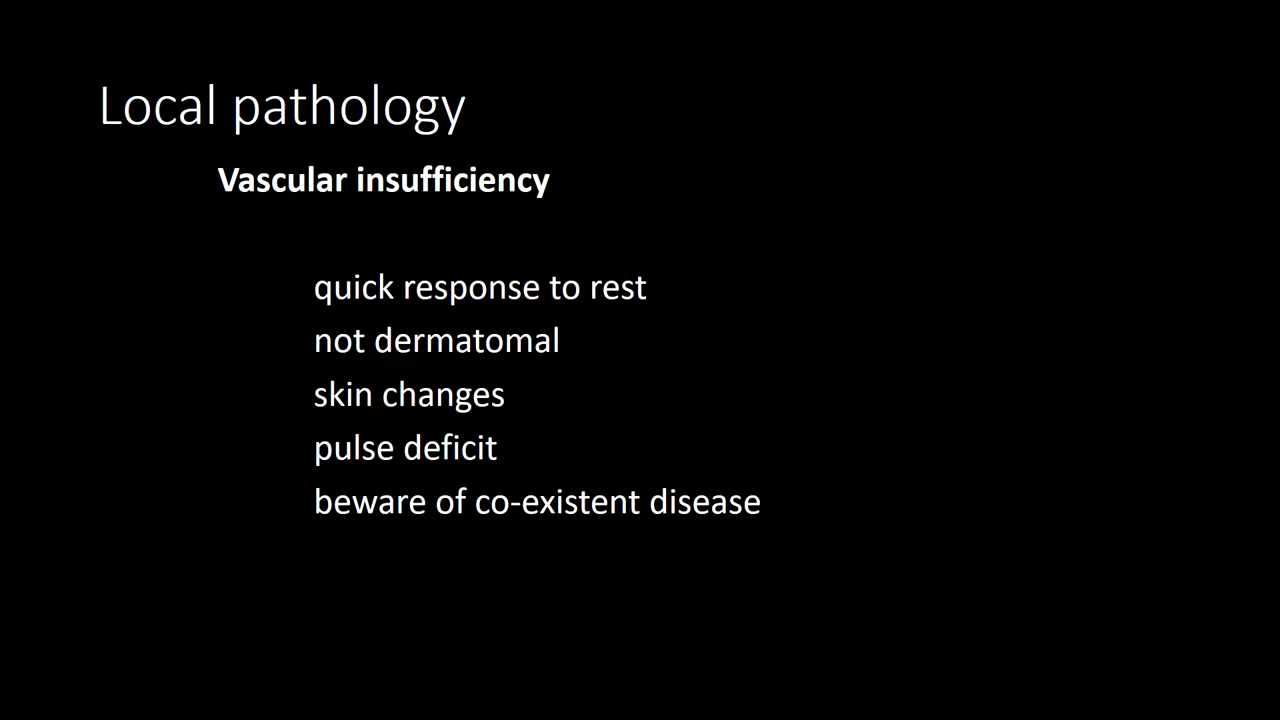 Local pathology
Vascular insufficiency
quick response to rest
not dermatomal
skin changes
pulse deficit
beware of co-existent disease